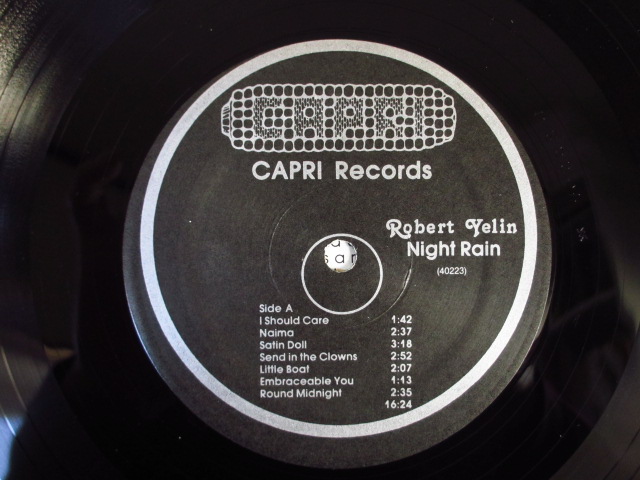 CAPRI
CAPRI Records
Robert Yelin
Night Rain
(40223)
Side A
I Should Care 1:42
Naima 2:37
Satin Doll 3:18
Send in the Clowns 2:52
Little Boat 2:07
Embraceable You 1:13
Round Midnight 2:35
16:24